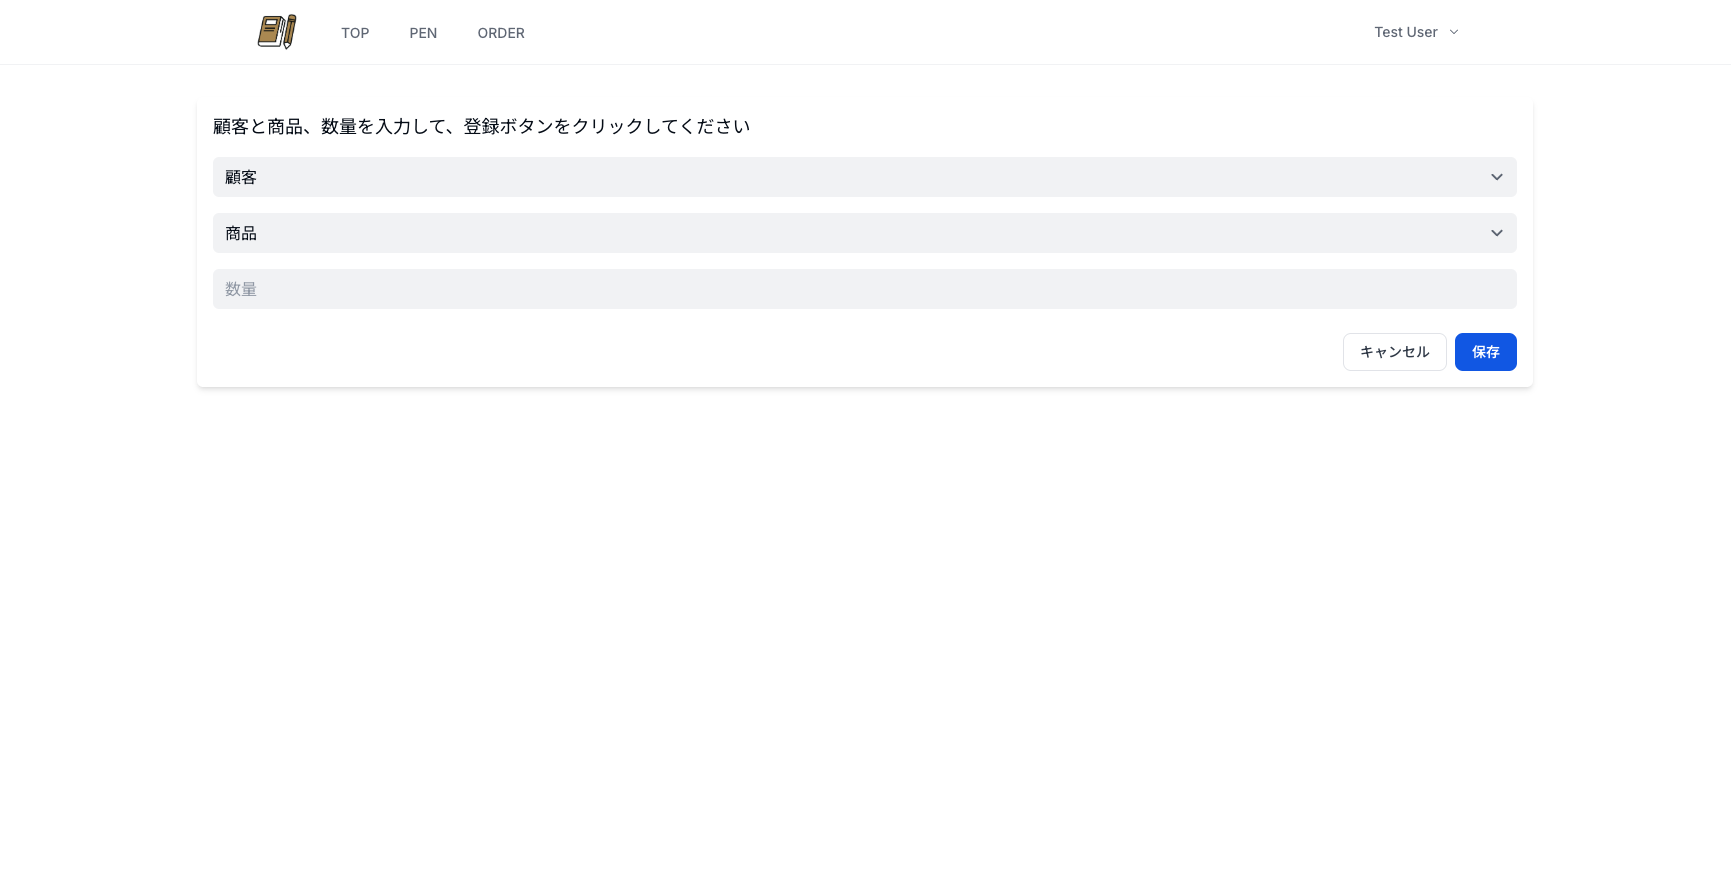 TOP
PEN
ORDER
Test User
顧客と商品、数量を入力して、登録ボタンをクリックしてください
顧客
商品
数量
キャンセル
保存